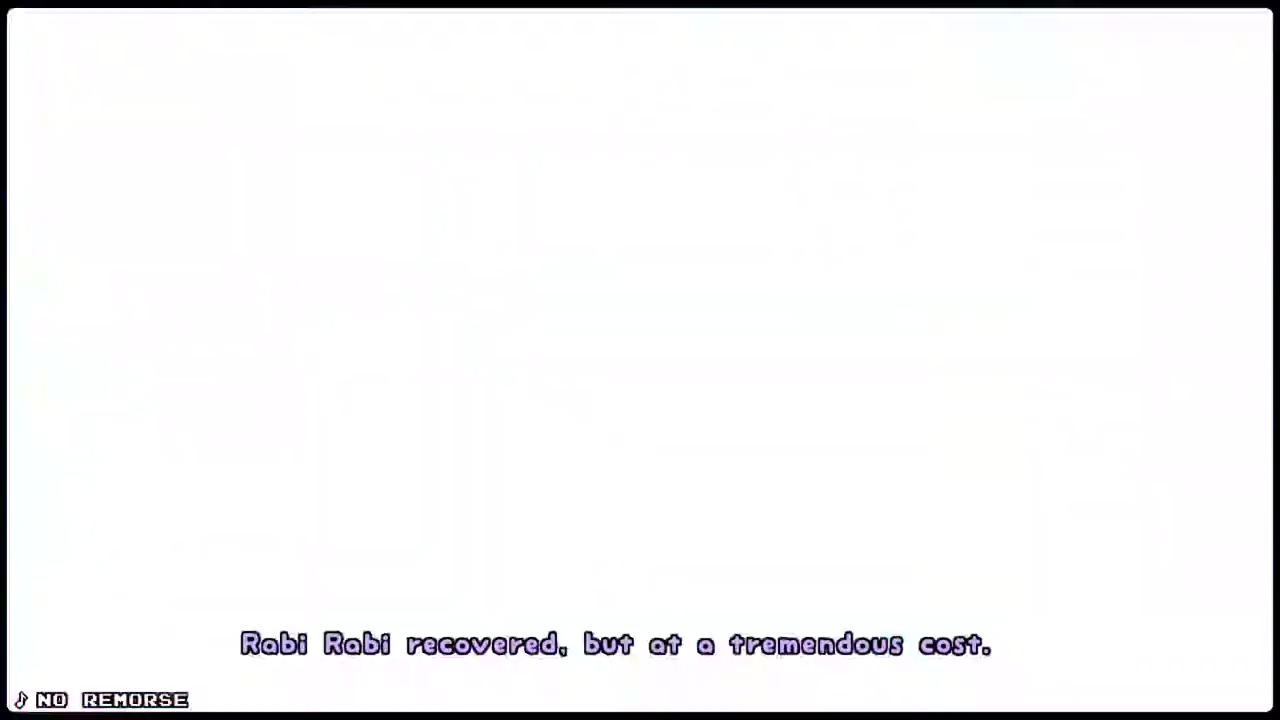 Rabi Rabi recovered, but at a tremendous cost.
♪ NO REMORSE